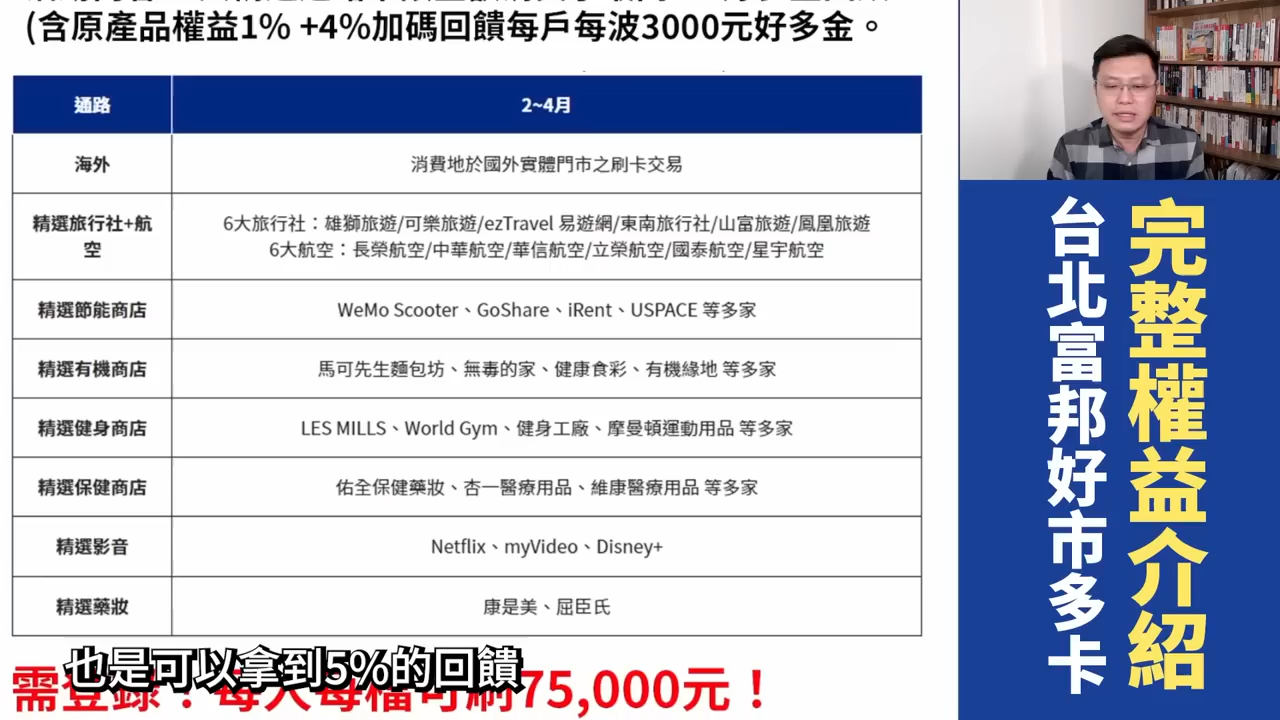 (含原產品權益1% +4%加碼回饋每戶每波3000元好多金。
通路
2~4月
海外
消費地於國外實體門市之刷卡交易
精選旅行社+航空
6大旅行社：雄獅旅遊/可樂旅遊/ezTravel 易遊網/東南旅行社/山富旅遊/鳳凰旅遊
6大航空：長榮航空/中華航空/華信航空/立榮航空/國泰航空/星宇航空
精選節能商店
WeMo Scooter、GoShare、iRent、USPACE 等多家
精選有機商店
馬可先生麵包坊、無毒的家、健康食彩、有機緣地 等多家
精選健身商店
LES MILLS、World Gym、健身工廠、摩曼頓運動用品 等多家
精選保健商店
佑全保健藥妝、杏一醫療用品、維康醫療用品 等多家
精選影音
Netflix、myVideo、Disney+
精選藥妝
康是美、屈臣氏
需登錄！每人每檔可刷75,000元！
也是可以拿到5%的回饋
完整權益介紹
台北富邦好市多卡